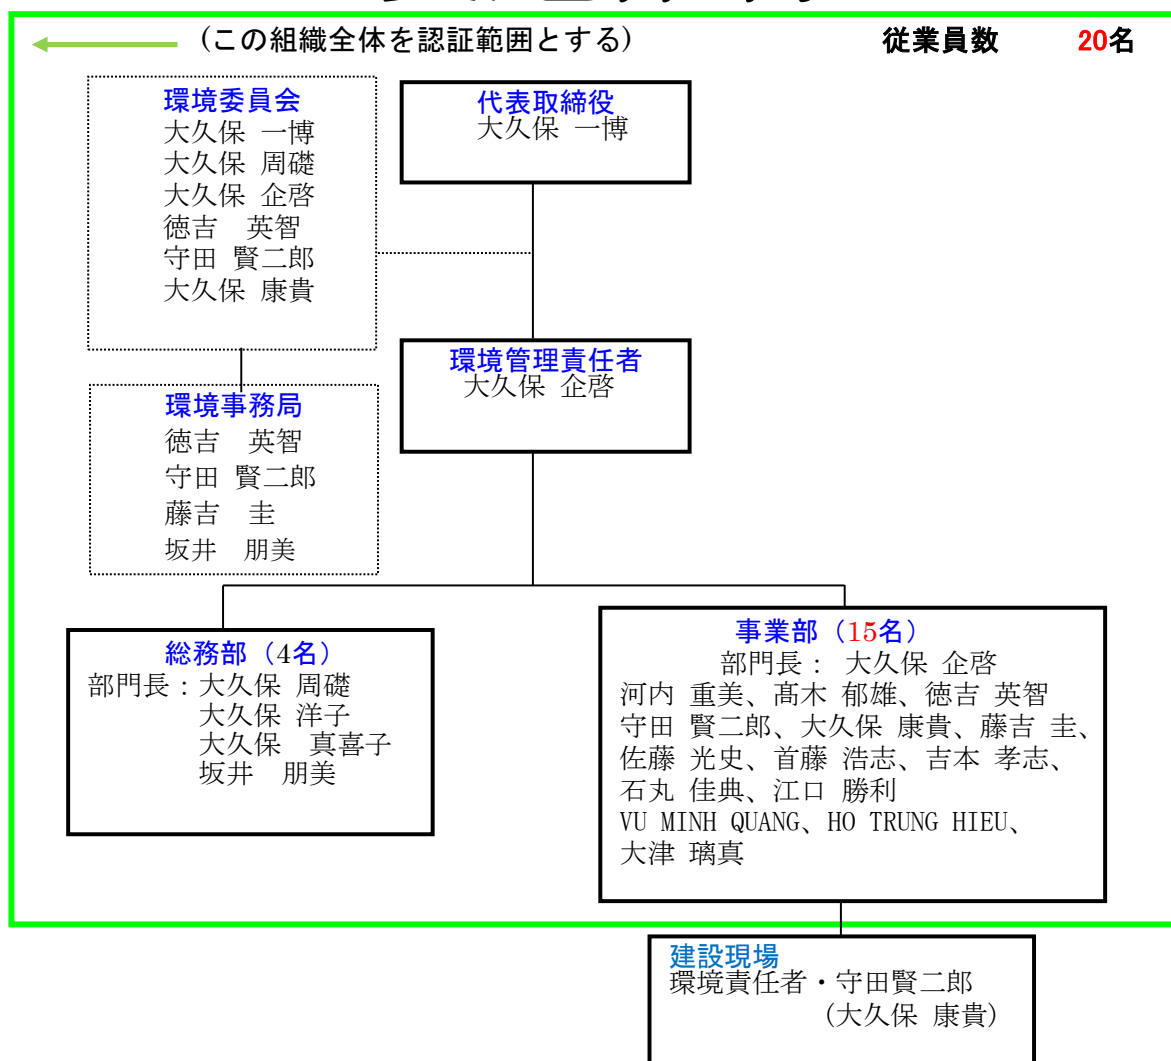 (この組織全体を認証範囲とする)
従業員数 20名
環境委員会
大久保 一博
大久保 周礎
大久保 企啓
徳吉 英智
守田 賢二郎
大久保 康貴
代表取締役
大久保 一博
環境管理責任者
大久保 企啓
環境事務局
徳吉 英智
守田 賢二郎
藤吉 圭
坂井 朋美
総務部（4名）
部門長：大久保 周礎
大久保 洋子
大久保 真喜子
坂井 朋美
事業部（15名）
部門長： 大久保 企啓
河内 重美、髙木 郁雄、徳吉 英智
守田 賢二郎、大久保 康貴、藤吉 圭、
佐藤 光史、首藤 浩志、吉本 孝志、
石丸 佳典、江口 勝利
VU MINH QUANG、HO TRUNG HIEU、
大津 璃真
建設現場
環境責任者・守田賢二郎
(大久保 康貴)